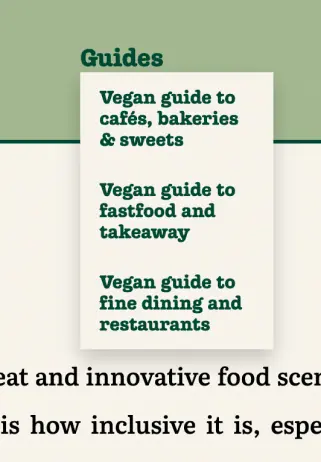 Guides
Vegan guide to
cafés, bakeries
& sweets
Vegan guide to
fastfood and
takeaway
Vegan guide to
fine dining and
restaurants
eat and innovative food scen
is how inclusive it is, espe